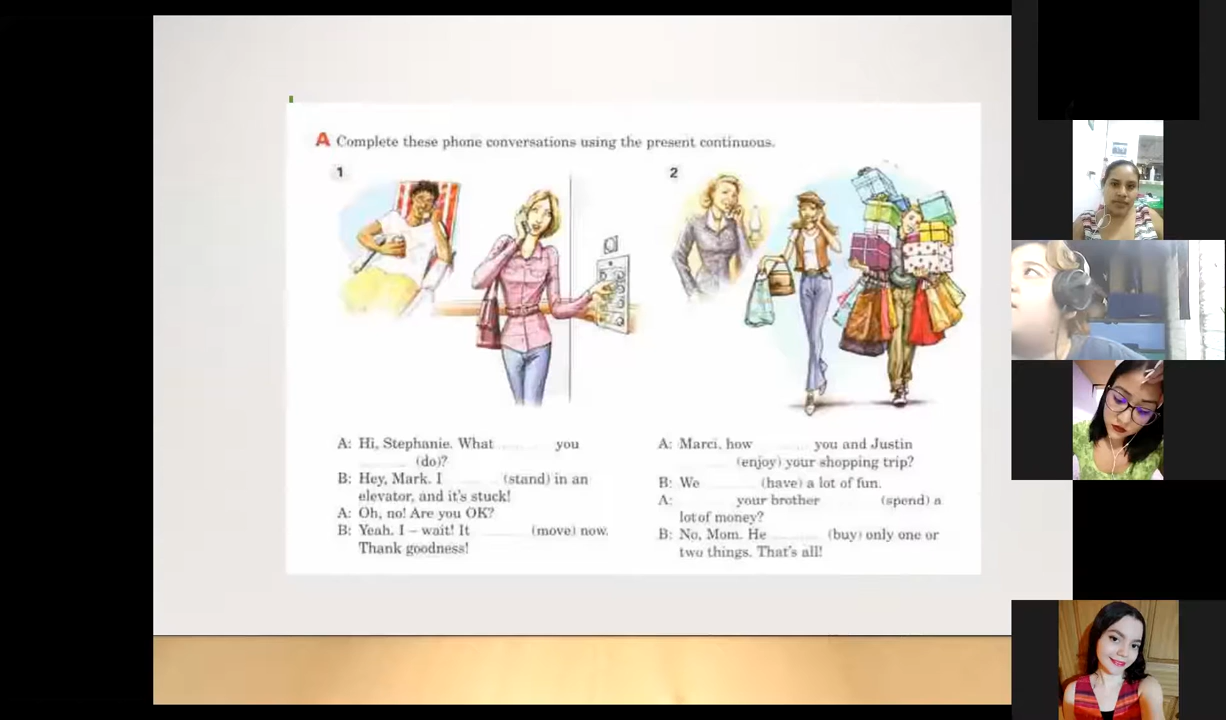 A Complete these phone conversations using the present continuous.
1
2
A: Hi, Stephanie. What ........ you
........ (do)?
B: Hey, Mark. I ........ (stand) in an
elevator, and it's stuck!
A: Oh, no! Are you OK?
B: Yeah. I – wait! It ........ (move) now.
Thank goodness!
A: Marci, how ........ you and Justin
........ (enjoy) your shopping trip?
B: We ........ (have) a lot of fun.
A: ........ your brother ........ (spend) a
lot of money?
B: No, Mom. He ........ (buy) only one or
two things. That's all!